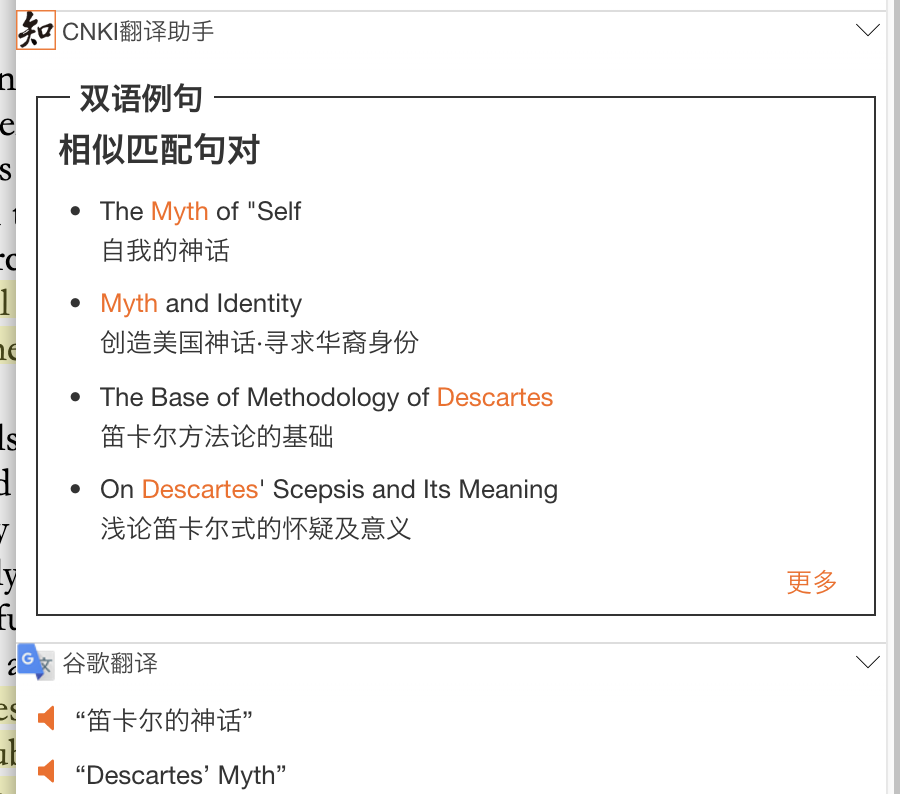 知 CNKI翻译助手
双语例句
相似匹配句对
The Myth of "Self
自我的神话
Myth and Identity
创造美国神话·寻求华裔身份
The Base of Methodology of Descartes
笛卡尔方法论的基础
On Descartes' Scepsis and Its Meaning
浅论笛卡尔式的怀疑及意义
更多
G 文 谷歌翻译
“笛卡尔的神话”
“Descartes’ Myth”